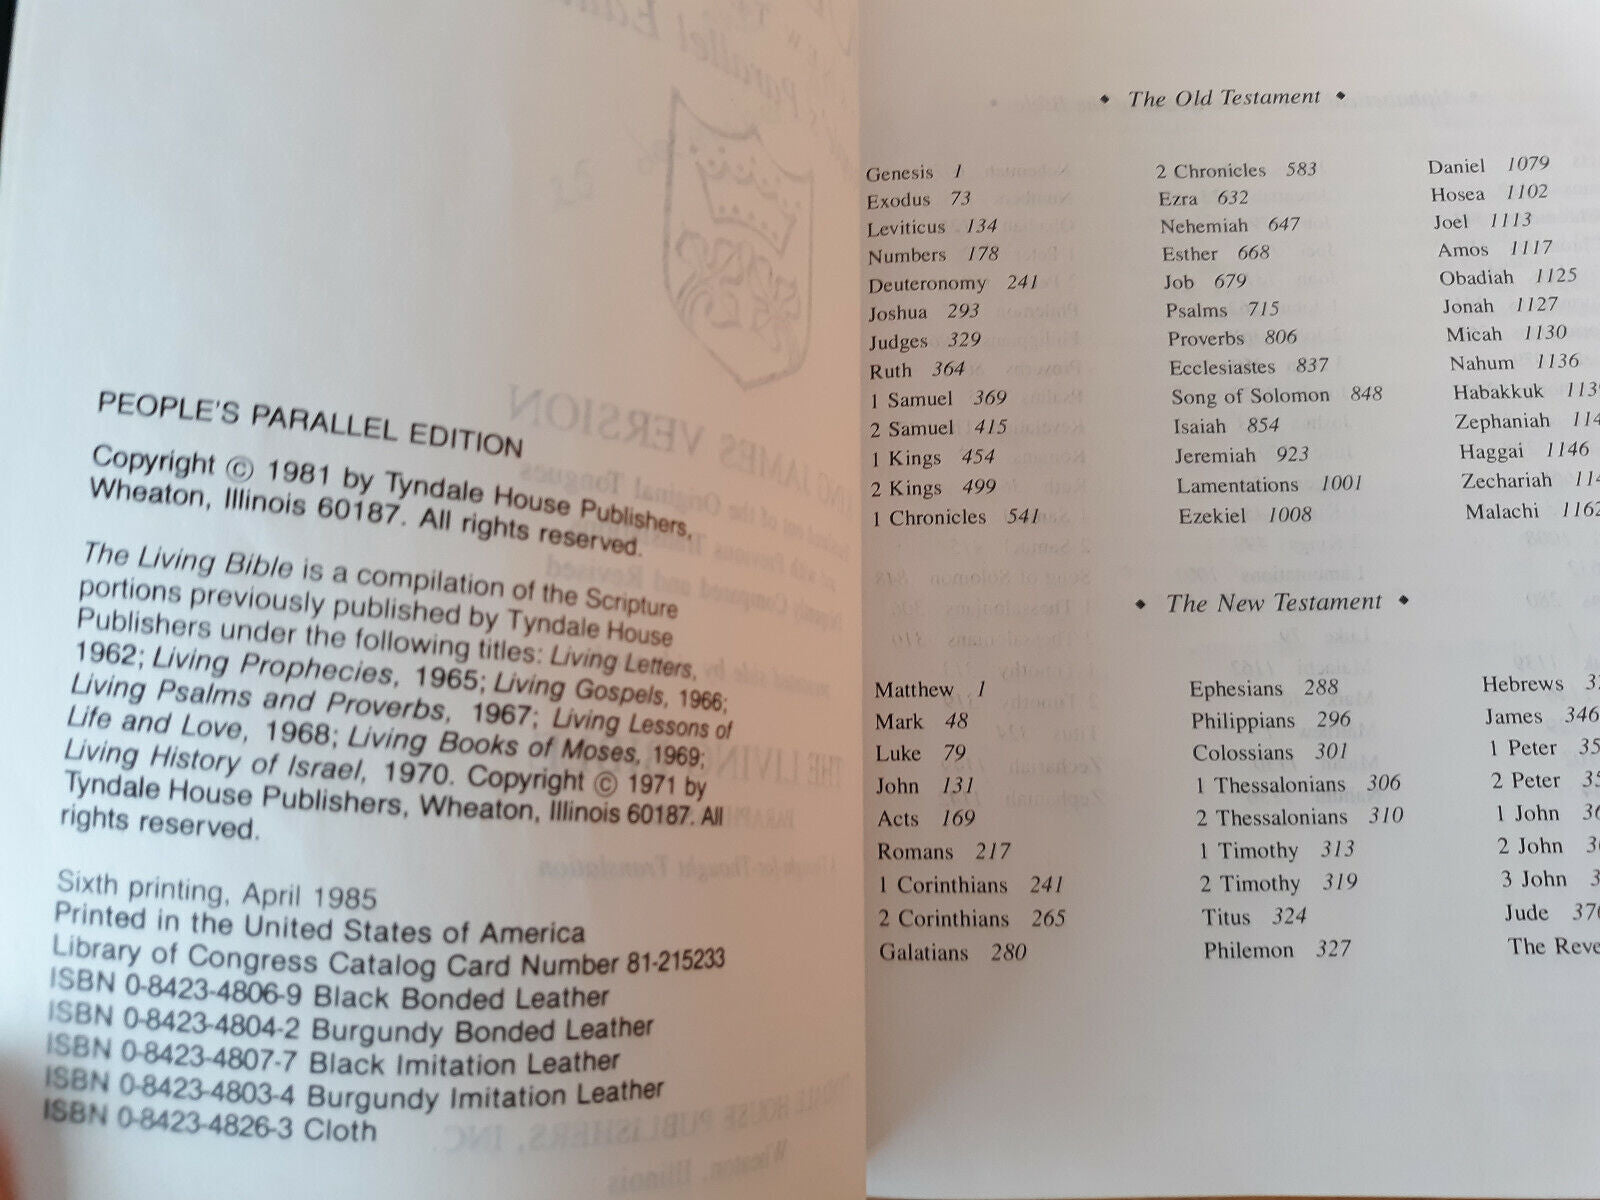 PEOPLE'S PARALLEL EDITION
Copyright © 1981 by Tyndale House Publishers,
Wheaton, Illinois 60187. All rights reserved.
The Living Bible is a compilation of the Scripture
portions previously published by Tyndale House
Publishers under the following titles: Living Letters,
1962; Living Prophecies, 1965; Living Gospels, 1966;
Living Psalms and Proverbs, 1967; Living Lessons of
Life and Love, 1968; Living Books of Moses, 1969;
Living History of Israel, 1970. Copyright © 1971 by
Tyndale House Publishers, Wheaton, Illinois 60187. All
rights reserved.
Sixth printing, April 1985
Printed in the United States of America
Library of Congress Catalog Card Number 81-215233
ISBN 0-8423-4806-9 Black Bonded Leather
ISBN 0-8423-4804-2 Burgundy Bonded Leather
ISBN 0-8423-4807-7 Black Imitation Leather
ISBN 0-8423-4803-4 Burgundy Imitation Leather
ISBN 0-8423-4826-3 Cloth
The Old Testament
Genesis 1
Exodus 73
Leviticus 134
Numbers 178
Deuteronomy 241
Joshua 293
Judges 329
Ruth 364
1 Samuel 369
2 Samuel 415
1 Kings 454
2 Kings 499
1 Chronicles 541
2 Chronicles 583
Ezra 632
Nehemiah 647
Esther 668
Job 679
Psalms 715
Proverbs 806
Ecclesiastes 837
Song of Solomon 848
Isaiah 854
Jeremiah 923
Lamentations 1001
Ezekiel 1008
Daniel 1079
Hosea 1102
Joel 1113
Amos 1117
Obadiah 1125
Jonah 1127
Micah 1130
Nahum 1136
Habakkuk 1139
Zephaniah
Haggai 1146
Zechariah
Malachi 1162
The New Testament
Matthew 1
Mark 48
Luke 79
John 131
Acts 169
Romans 217
1 Corinthians 241
2 Corinthians 265
Galatians 280
Ephesians 288
Philippians 296
Colossians 301
1 Thessalonians 306
2 Thessalonians 310
1 Timothy 313
2 Timothy 319
Titus 324
Philemon 327
Hebrews
James 346
1 Peter
2 Peter
1 John
2 John
3 John
Jude 376
The